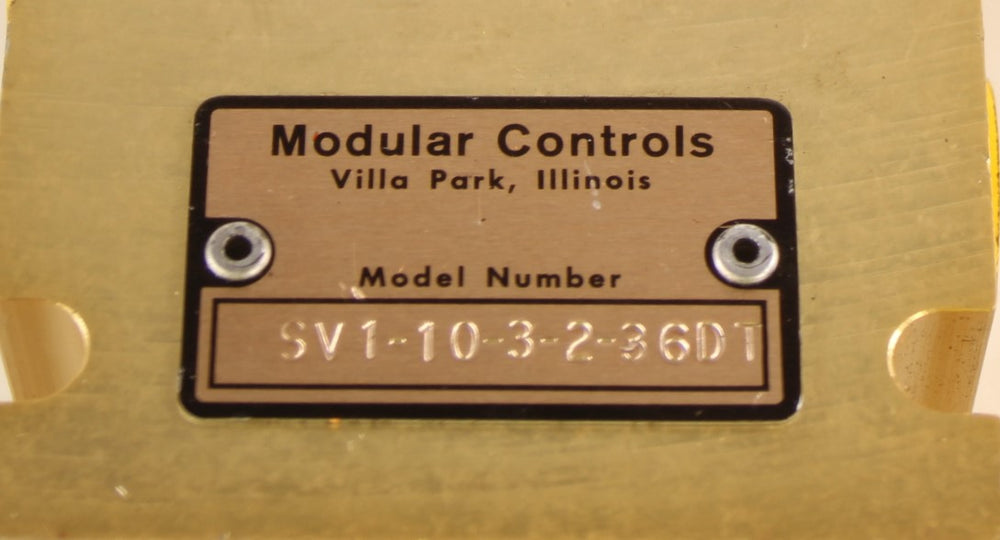 Modular Controls
Villa Park, Illinois
Model Number
SV1-10-3-2-36DT